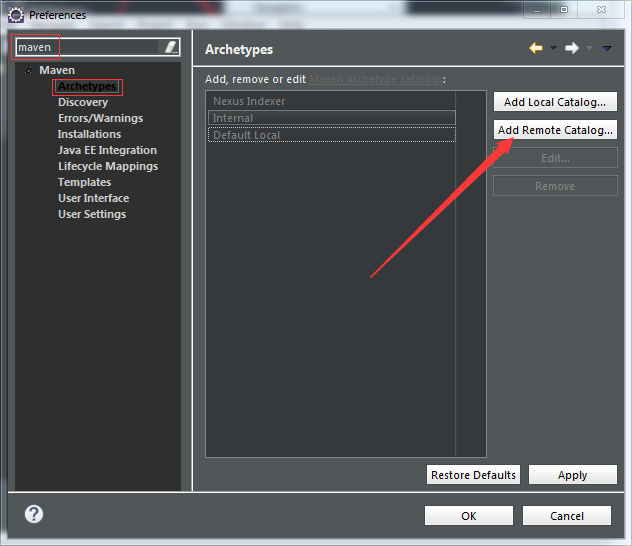 Preferences
maven
Maven
Archetypes
Discovery
Errors/Warnings
Installations
Java EE Integration
Lifecycle Mappings
Templates
User Interface
User Settings
Archetypes
Add, remove or edit Maven Archetype catalogs:
Nexus Indexer
Internal
Default Local
Add Local Catalog...
Add Remote Catalog...
Edit...
Remove
Restore Defaults
Apply
OK
Cancel